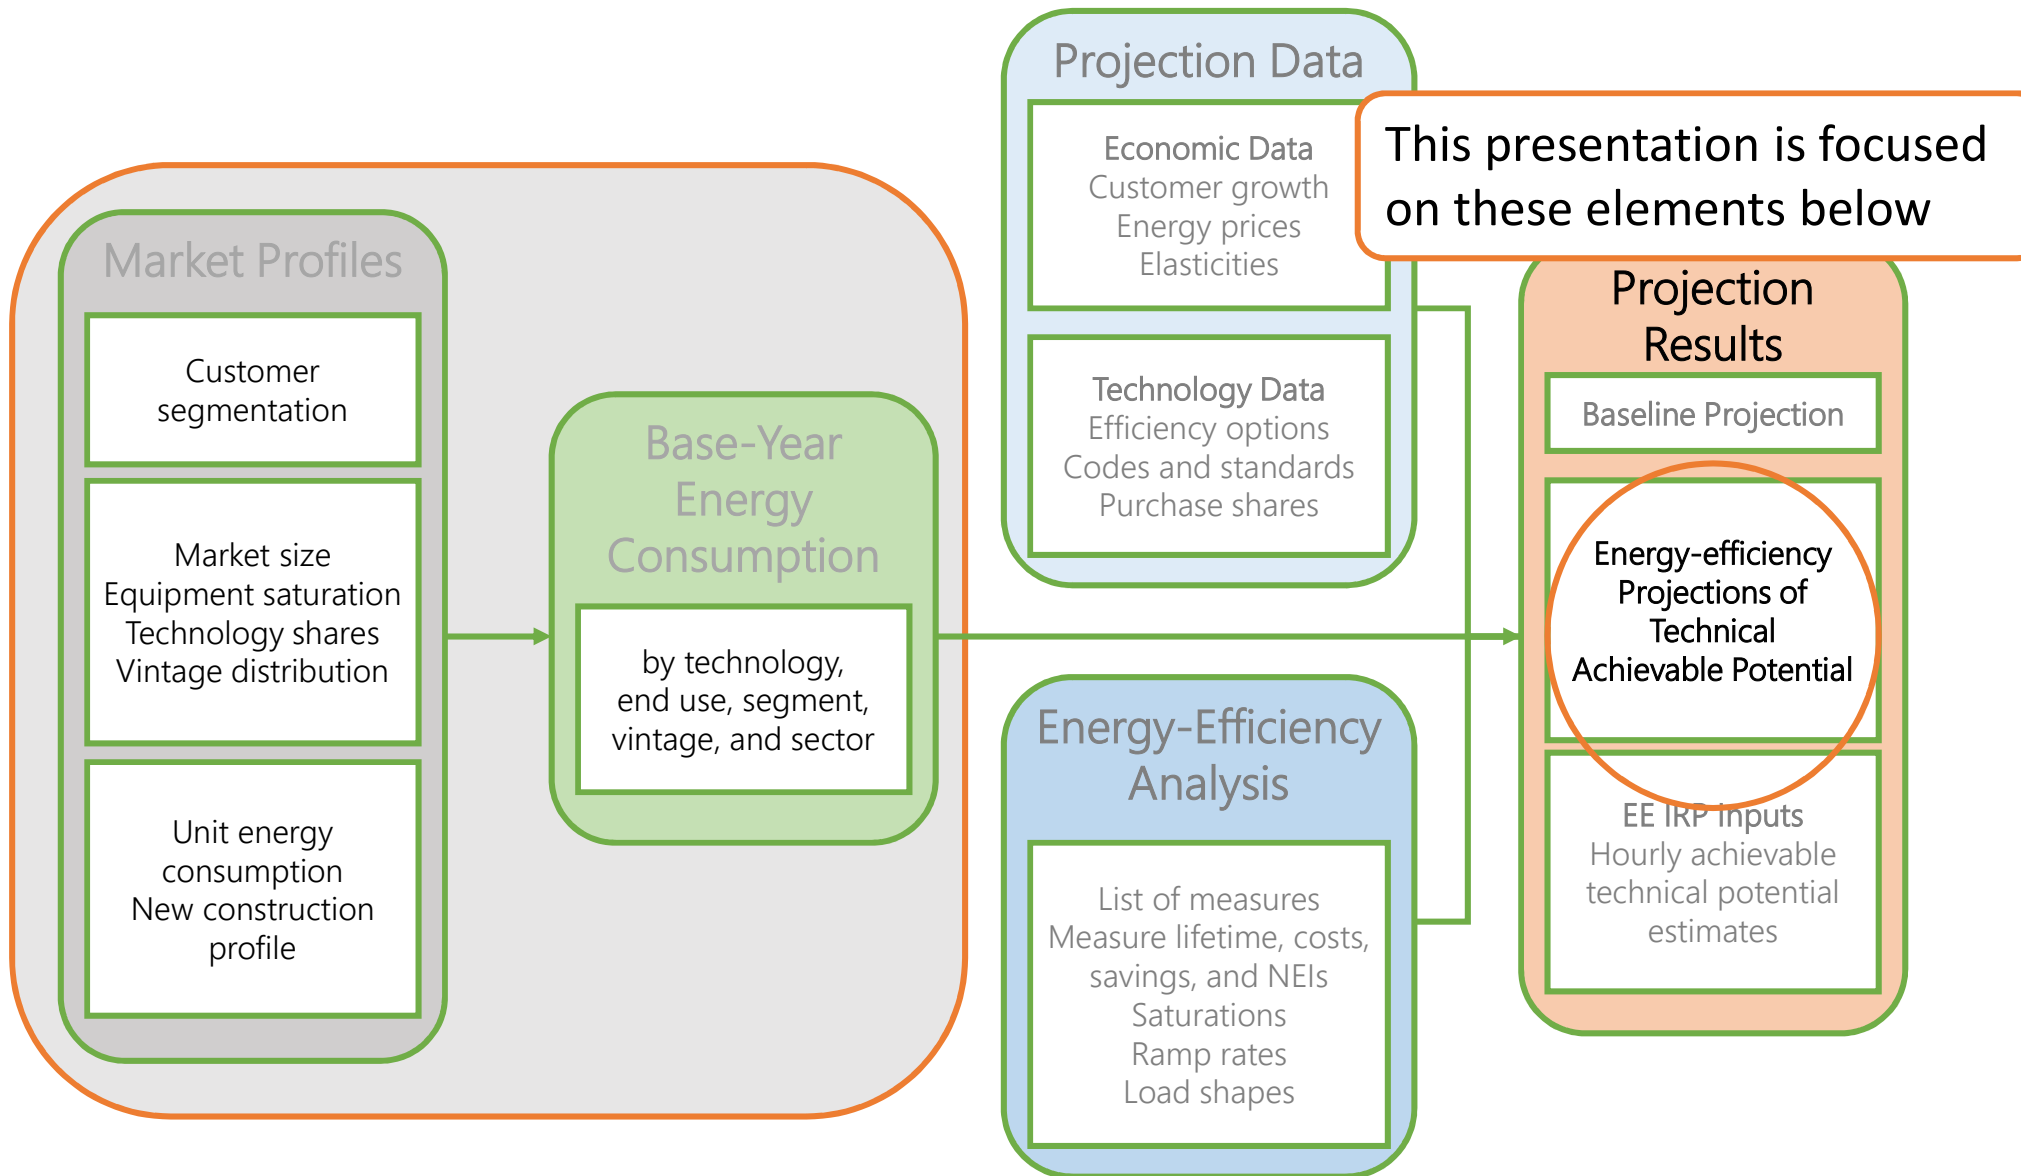 Projection Data
Economic Data
Customer growth
Energy prices
Elasticities
Technology Data
Efficiency options
Codes and standards
Purchase shares
This presentation is focused
on these elements below
Market Profiles
Customer
segmentation
Market size
Equipment saturation
Technology shares
Vintage distribution
Unit energy
consumption
New construction
profile
Base-Year
Energy
Consumption
by technology,
end use, segment,
vintage, and sector
Energy-Efficiency
Analysis
List of measures
Measure lifetime, costs,
savings, and NEIs
Saturations
Ramp rates
Load shapes
Projection
Results
Baseline Projection
Energy-efficiency
Projections of
Technical
Achievable Potential
EE IRP Inputs
Hourly achievable
technical potential
estimates